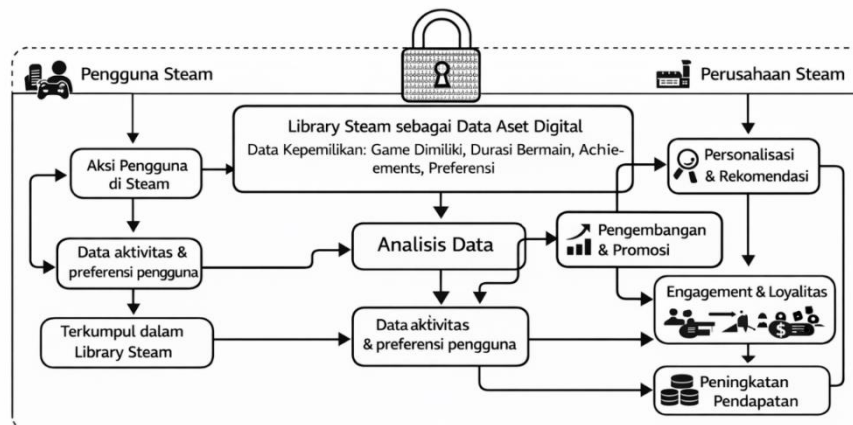 Pengguna Steam
Perusahaan Steam
Library Steam sebagai Data Aset Digital
Data Kepemilikan: Game Dimiliki, Durasi Bermain, Achie-
ements, Preferensi
Aksi Pengguna
di Steam
Personalisasi
& Rekomendasi
Data aktivitas &
preferensi pengguna
Analisis Data
Pengembangan
& Promosi
Engagement & Loyalitas
$
Terkumpul dalam
Library Steam
Data aktivitas
& preferensi pengguna
Peningkatan
Pendapatan